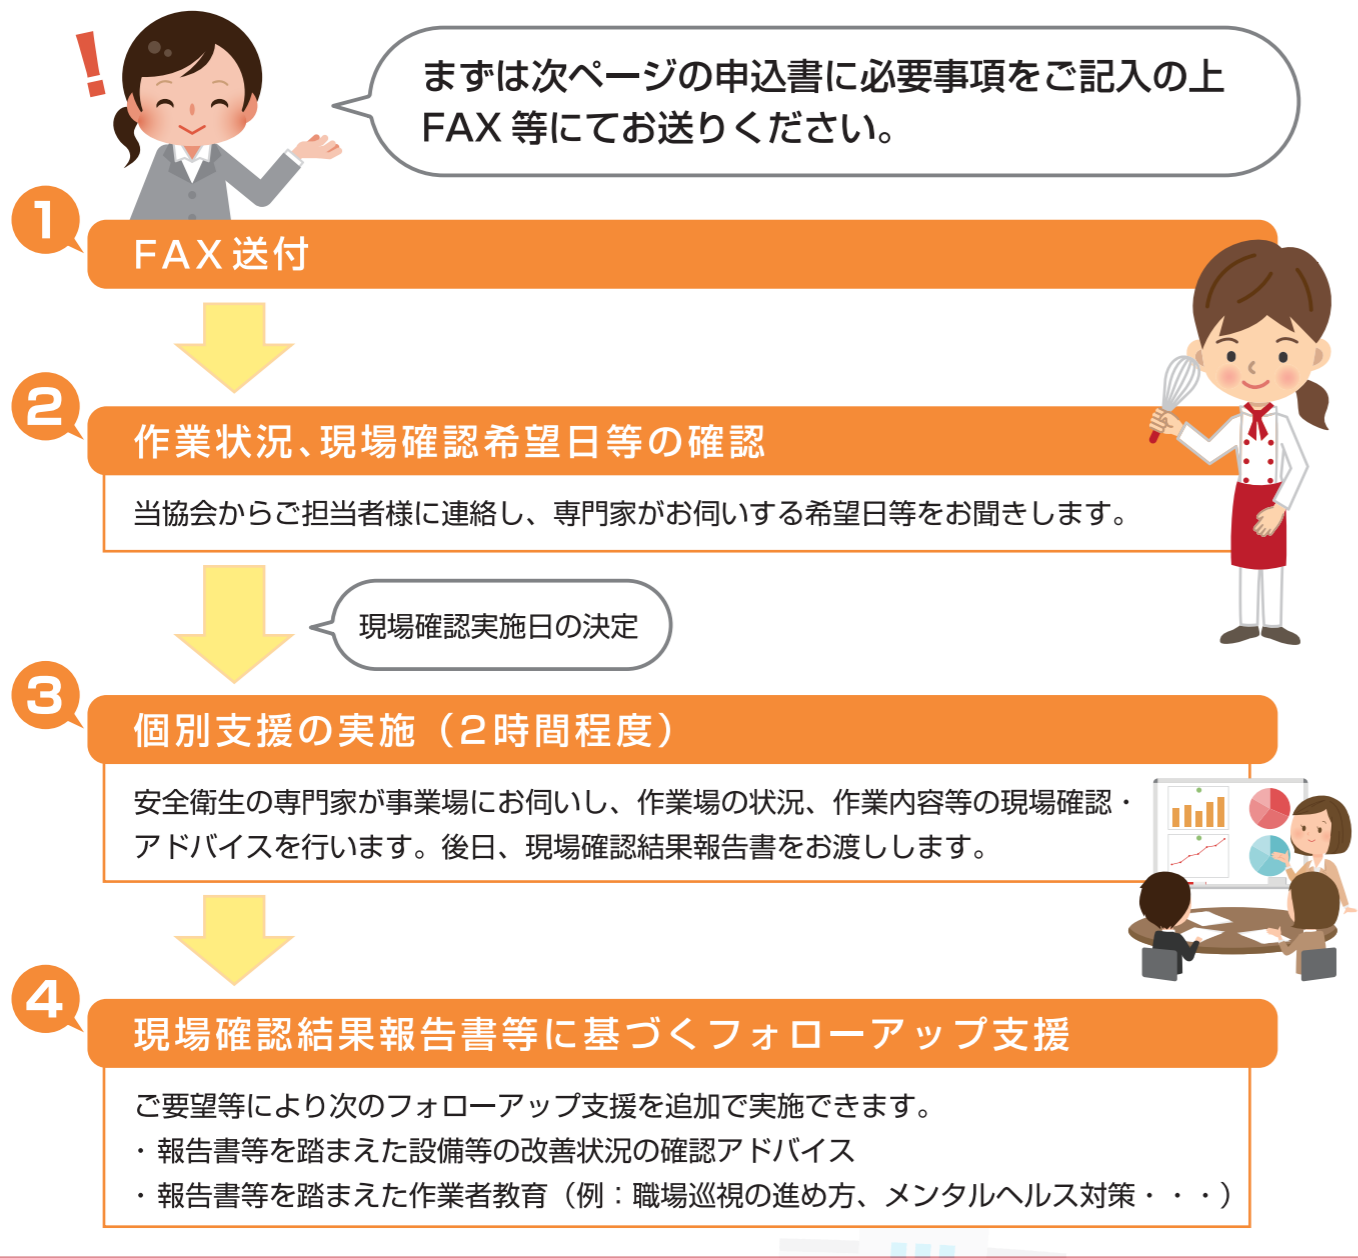 まずは次ページの申込書に必要事項をご記入の上
FAX 等にてお送りください。
1
FAX 送付
2
作業状況、現場確認希望日等の確認
当協会からご担当者様に連絡し、専門家がお伺いする希望日等をお聞きします。
現場確認実施日の決定
3
個別支援の実施（2時間程度）
安全衛生の専門家が事業場にお伺いし、作業場の状況、作業内容等の現場確認・
アドバイスを行います。後日、現場確認結果報告書をお渡しします。
4
現場確認結果報告書等に基づくフォローアップ支援
ご要望等により次のフォローアップ支援を追加で実施できます。
・報告書等を踏まえた設備等の改善状況の確認アドバイス
・報告書等を踏まえた作業者教育（例：職場巡視の進め方、メンタルヘルス対策・・・）